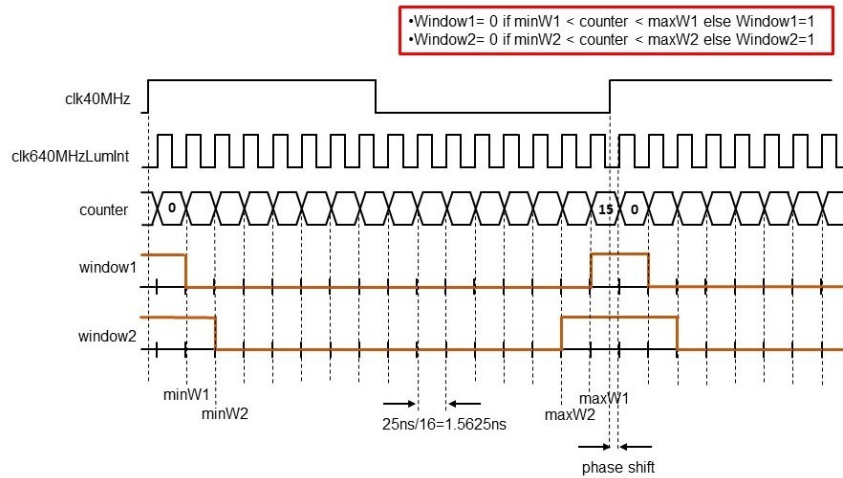 •Window1= 0 if minW1 < counter < maxW1 else Window1=1
•Window2= 0 if minW2 < counter < maxW2 else Window2=1
clk40MHz
clk640MHzLumInt
counter
0
15
0
window1
window2
minW1
minW2
maxW1
maxW2
25ns/16=1.5625ns
phase shift